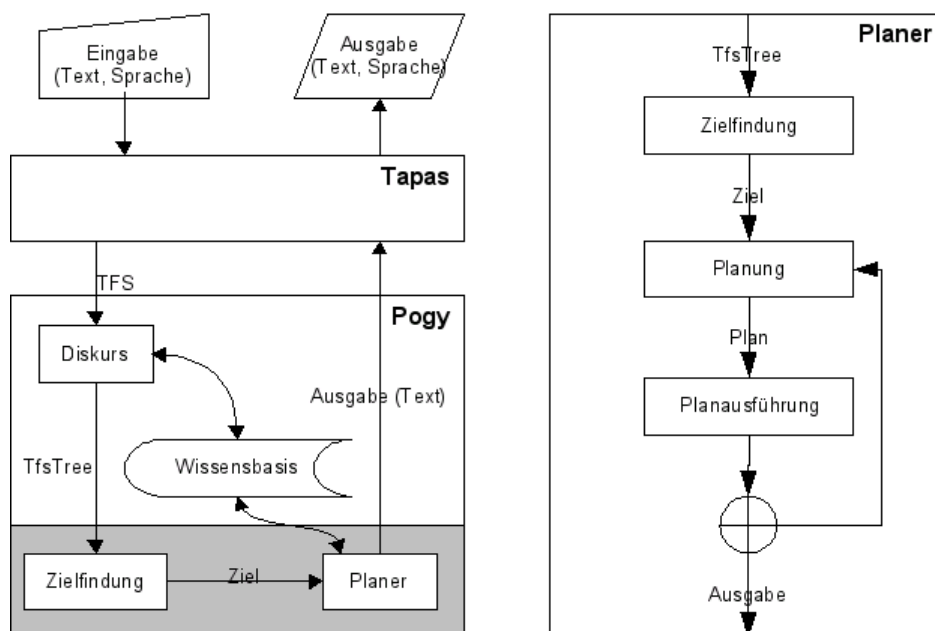 Eingabe
(Text, Sprache)
Ausgabe
(Text, Sprache)
Tapas
TFS
Pogy
Diskurs
Ausgabe (Text)
TfsTree
Wissensbasis
Zielfindung
Ziel
Planer
Planer
TfsTree
Zielfindung
Ziel
Planung
Plan
Planausführung
Ausgabe